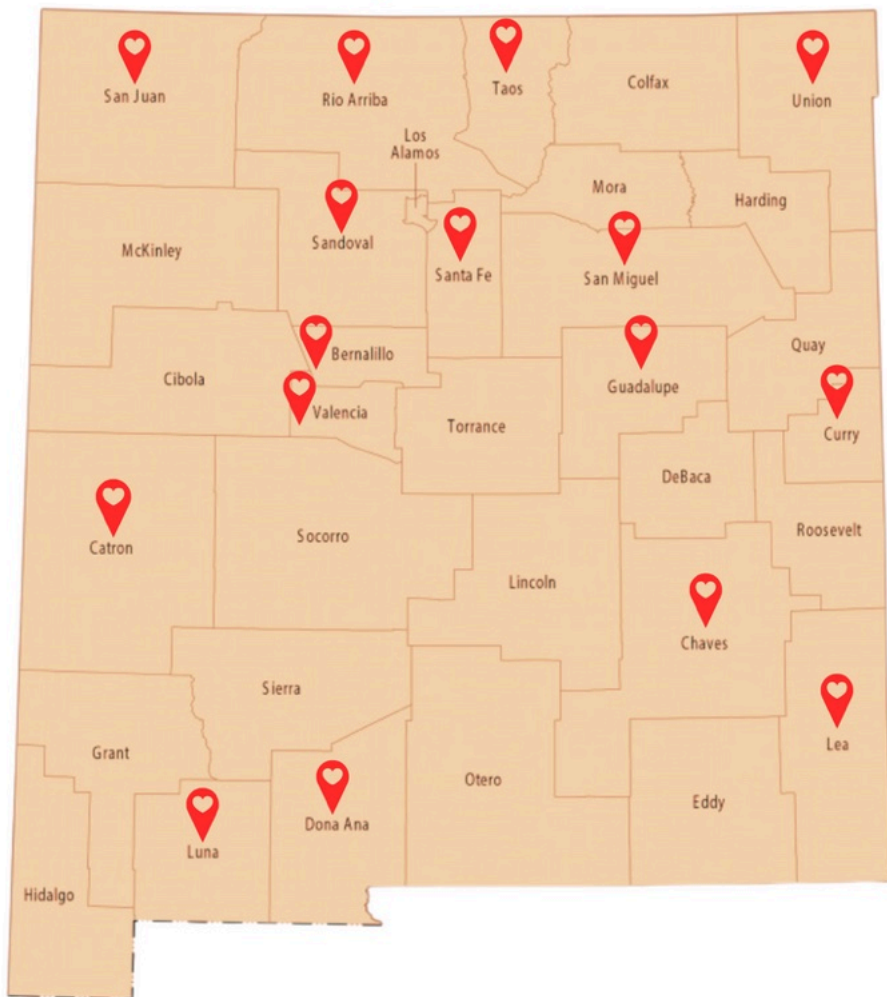 San Juan
Rio Arriba
Taos
Colfax
Union
Los
Alamos
Mora
Harding
McKinley
Sandoval
Santa Fe
San Miguel
Bernalillo
Quay
Cibola
Guadalupe
Valencia
Torrance
Curry
DeBaca
Catron
Socorro
Roosevelt
Lincoln
Chaves
Sierra
Lea
Grant
Otero
Eddy
Dona Ana
Luna
Hidalgo